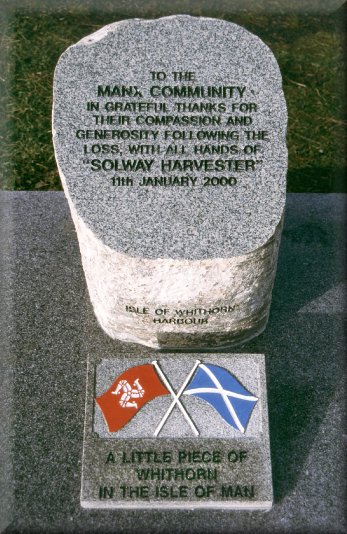 TO THE
MANX COMMUNITY
IN GRATEFUL THANKS FOR
THEIR COMPASSION AND
GENEROSITY FOLLOWING THE
LOSS, WITH ALL HANDS OF
"SOLWAY HARVESTER"
11th JANUARY 2000
ISLE OF WHITHORN
HARBOUR
A LITTLE PIECE OF
WHITHORN
IN THE ISLE OF MAN